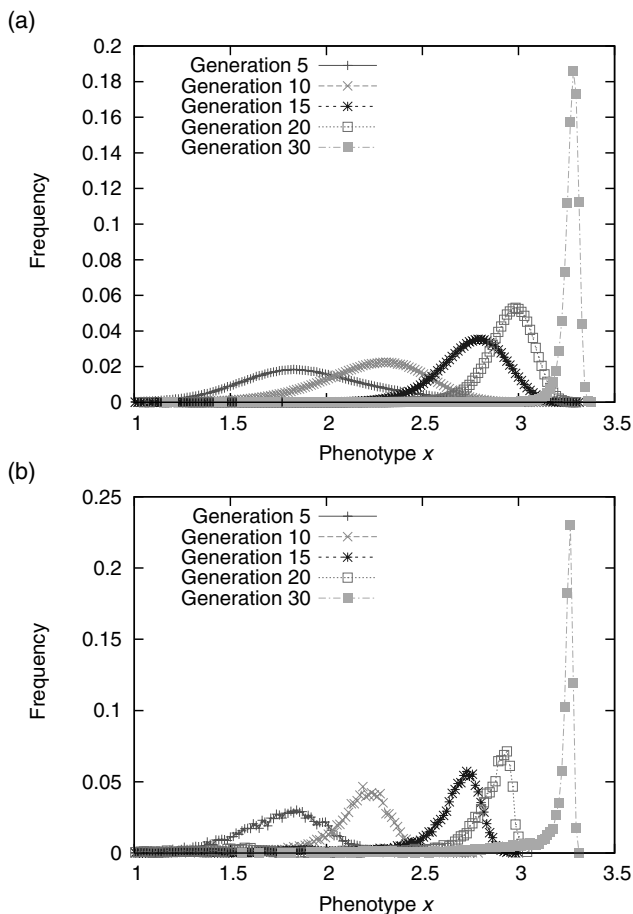 (a)
0.2
0.18
0.16
0.14
0.12
0.1
0.08
0.06
0.04
0.02
0
Frequency
Generation 5
Generation 10
Generation 15
Generation 20
Generation 30
1 1.5 2 2.5 3 3.5
Phenotype x
(b)
0.25
0.2
0.15
0.1
0.05
0
Frequency
Generation 5
Generation 10
Generation 15
Generation 20
Generation 30
1 1.5 2 2.5 3 3.5
Phenotype x